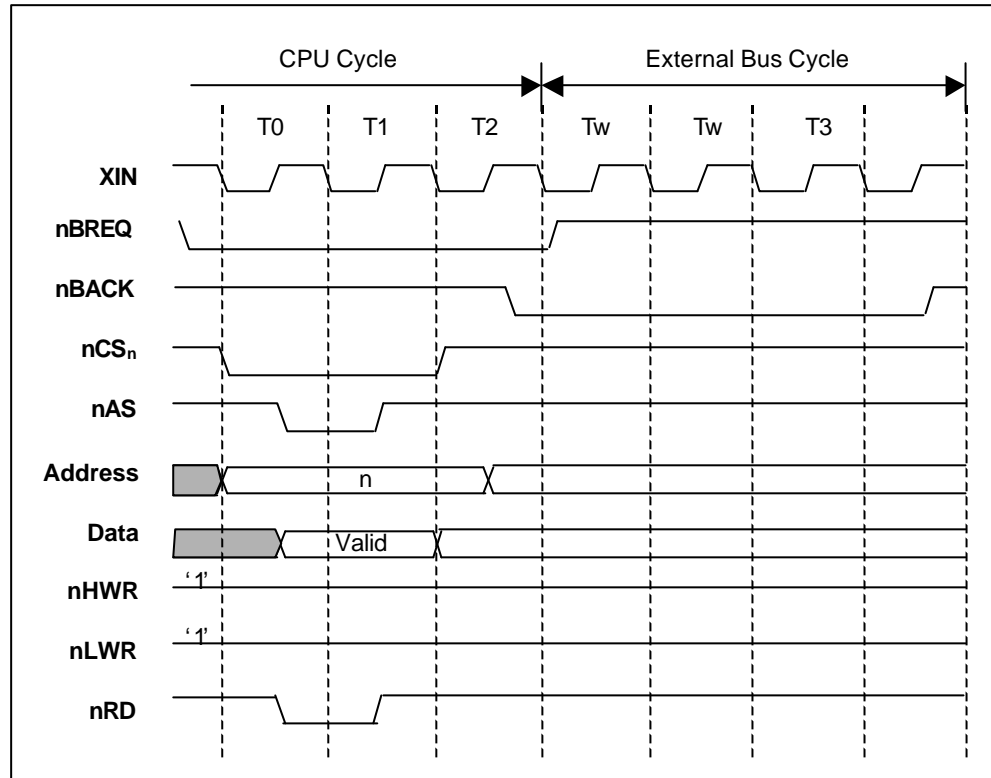 CPU Cycle External Bus Cycle
T0 T1 T2 Tw Tw T3
XIN
nBREQ
nBACK
nCSn
nAS
Address n
Data Valid
nHWR '1'
nLWR '1'
nRD